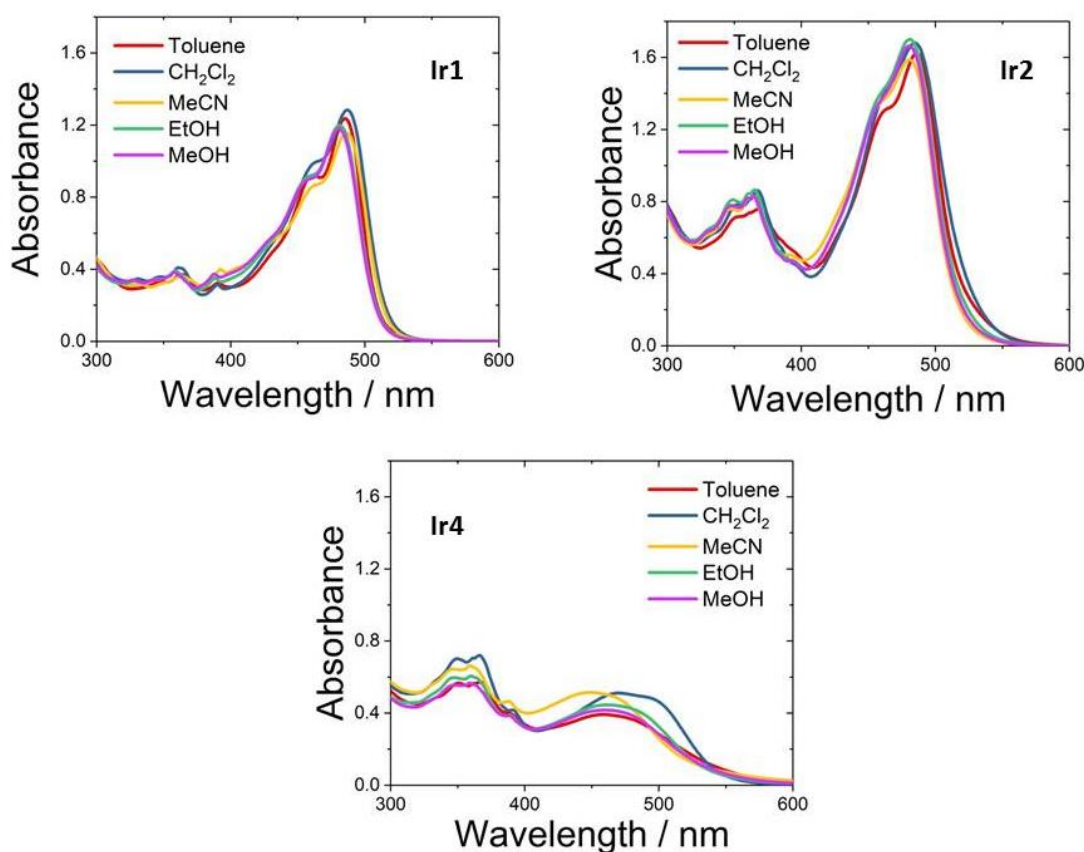 Absorbance
1.6
1.2
0.8
0.4
0.0
Toluene
CH₂Cl₂
MeCN
EtOH
MeOH
Ir1
300 400 500 600
Wavelength / nm
Absorbance
1.6
1.2
0.8
0.4
0.0
Toluene
CH₂Cl₂
MeCN
EtOH
MeOH
Ir2
300 400 500 600
Wavelength / nm
Absorbance
1.6
1.2
0.8
0.4
0.0
Ir4
Toluene
CH₂Cl₂
MeCN
EtOH
MeOH
300 400 500 600
Wavelength / nm